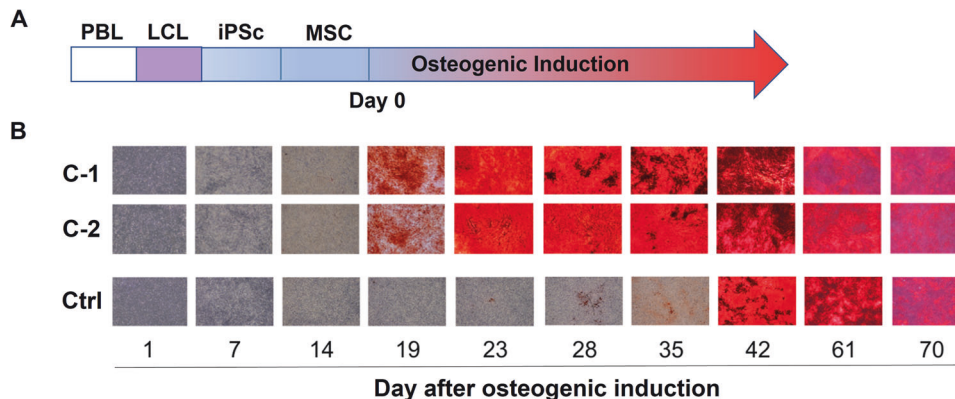 A
PBL LCL iPSc MSC
Osteogenic Induction
Day 0
B
C-1
C-2
Ctrl
1 7 14 19 23 28 35 42 61 70
Day after osteogenic induction